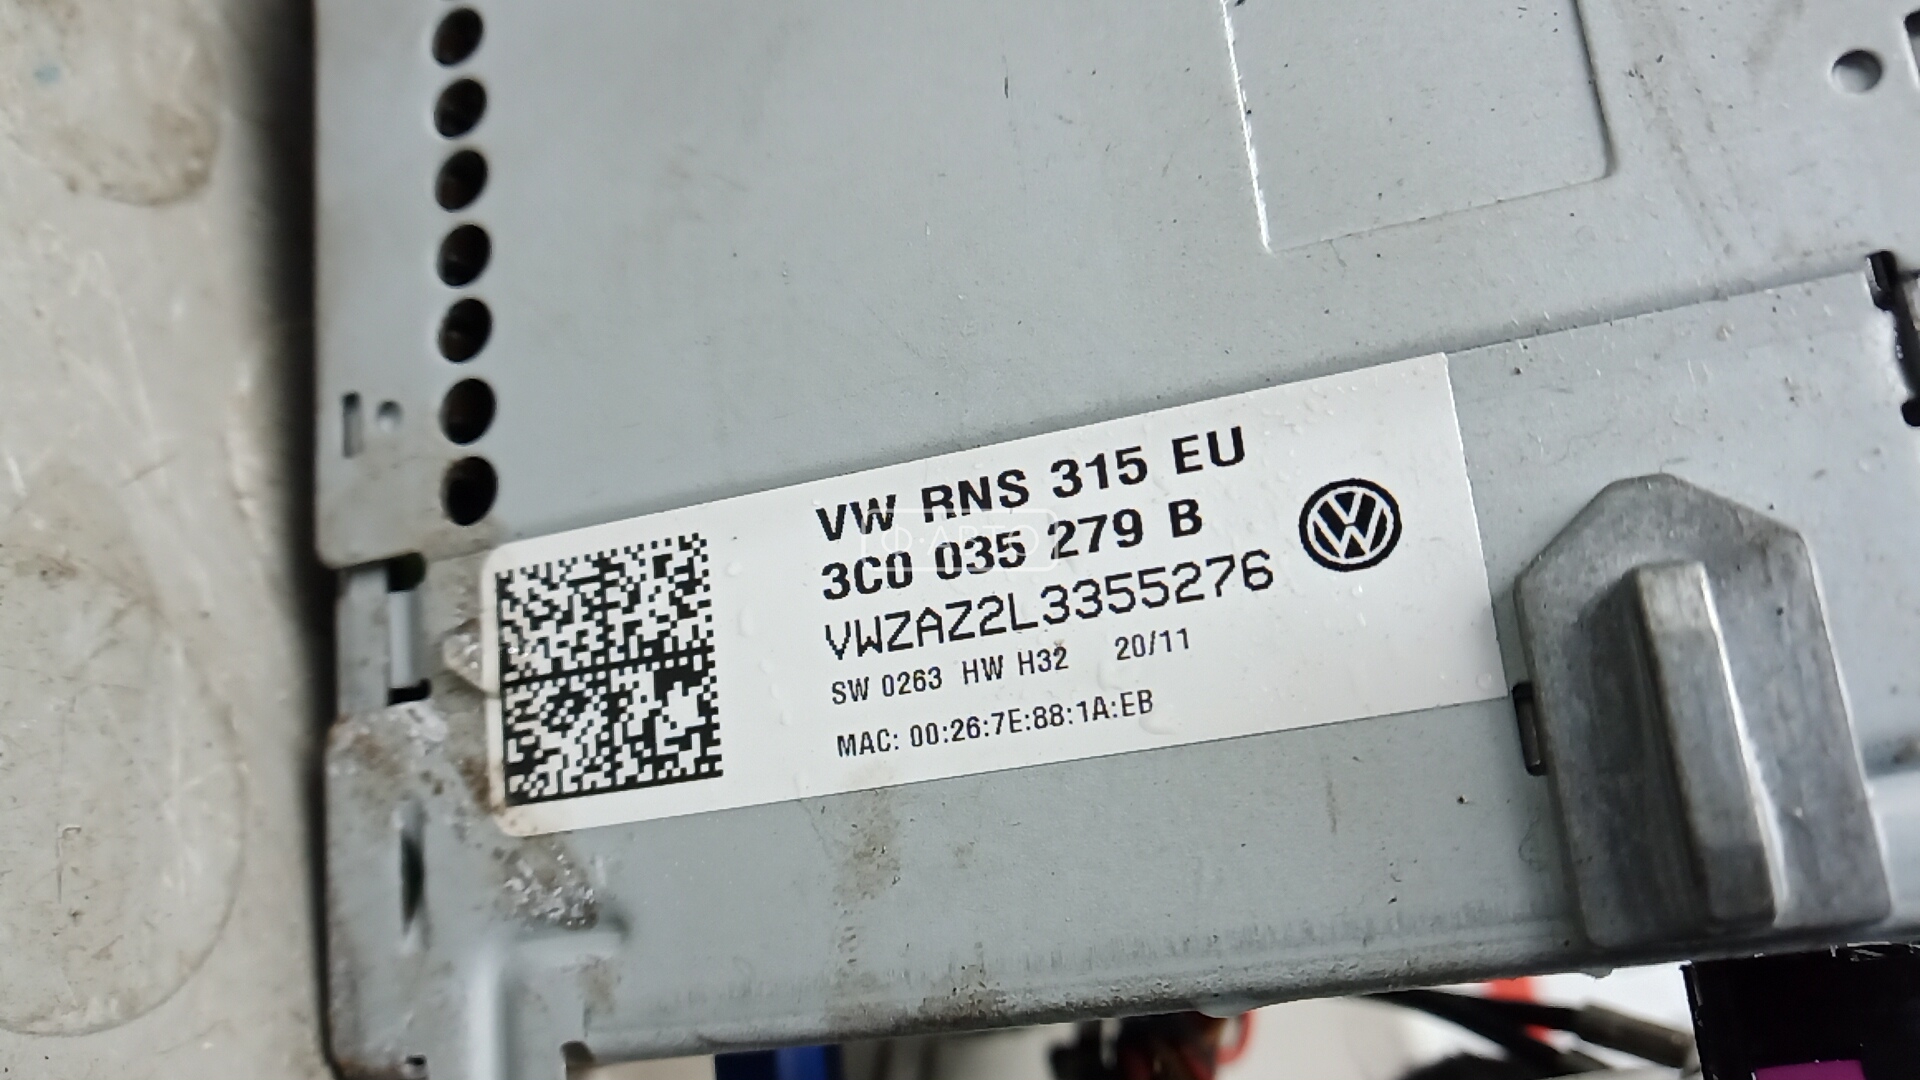 VW RNS 315 EU
3C0 035 279 B
VWZAZ2L3355276
SW 0263 HW H32 20/11
MAC: 00:26:7E:88:1A:EB
Ф-АВТО